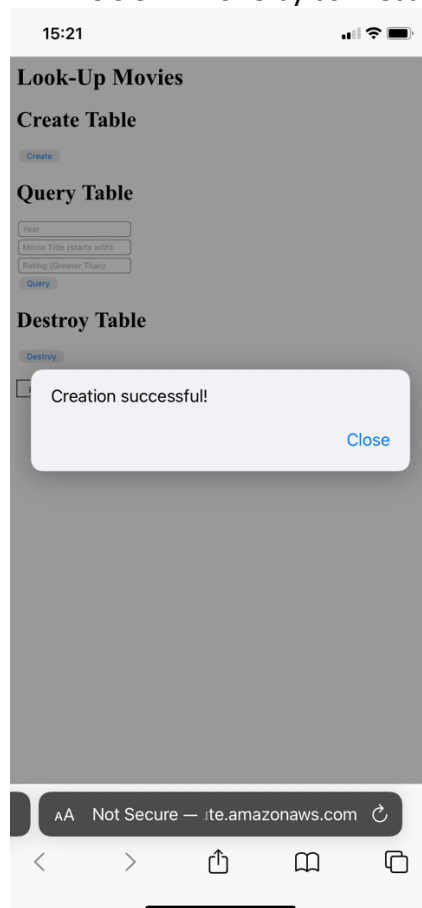 15:21
Look-Up Movies
Create Table
Create
Query Table
Year
Movie Title (starts with)
Rating (Greater Than)
Query
Destroy Table
Destroy
Creation successful!
Close
AA Not Secure — te.amazonaws.com